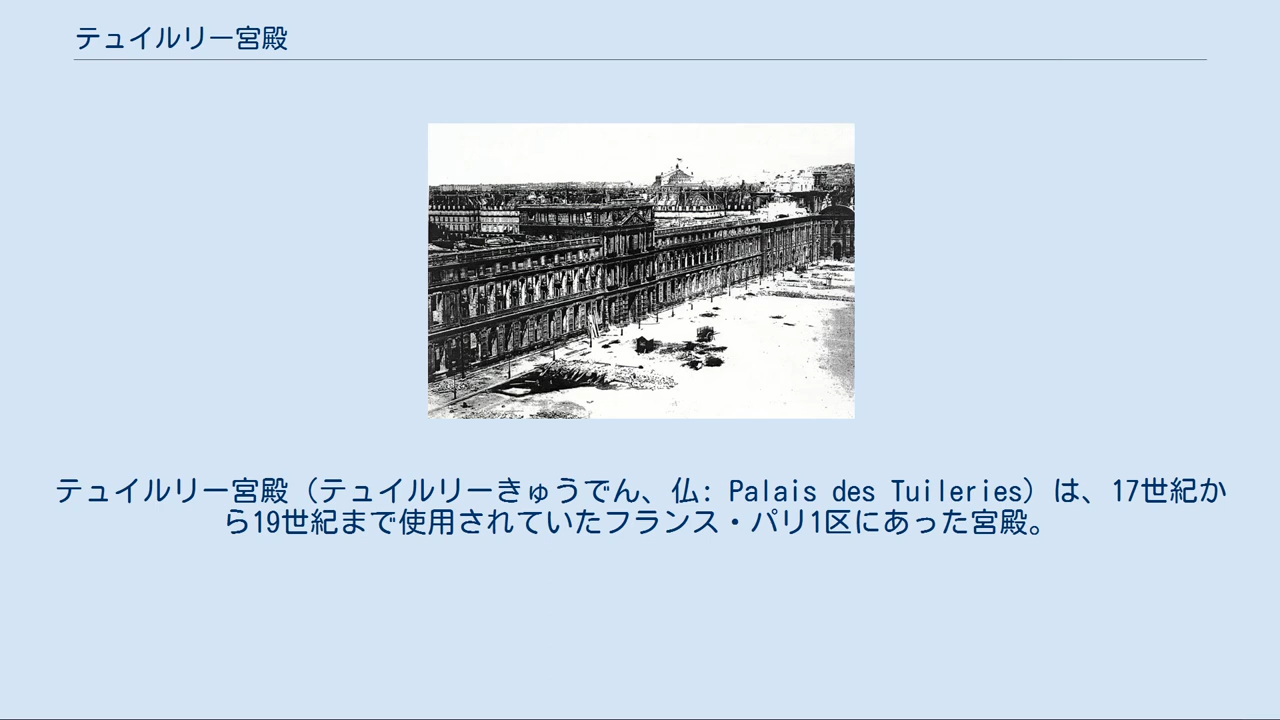 テュイルリー宮殿
テュイルリー宮殿（テュイルリーきゅうでん、仏: Palais des Tuileries）は、17世紀か
ら19世紀まで使用されていたフランス・パリ1区にあった宮殿。